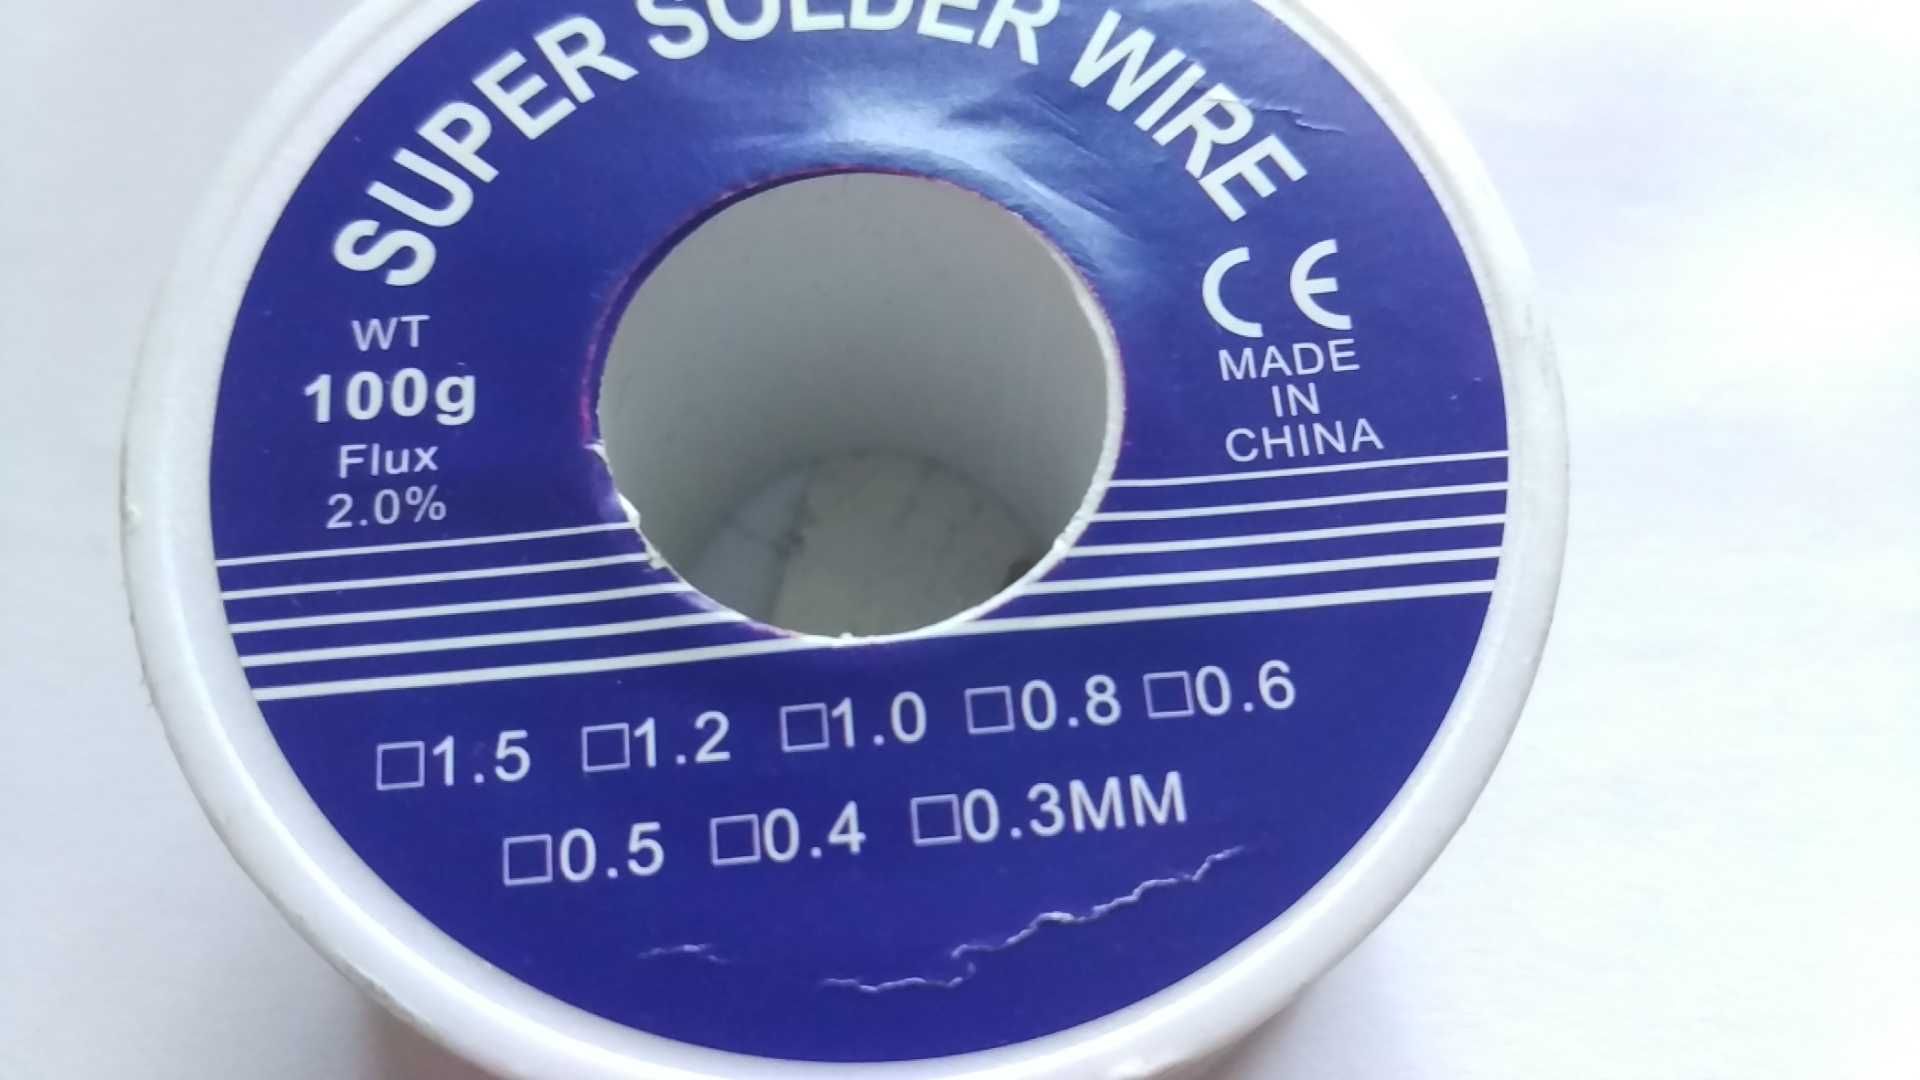 SUPER SOLDER WIRE
WT
100g
Flux
2.0%
CE
MADE
IN
CHINA
□1.5 □1.2 □1.0 □0.8 □0.6
□0.5 □0.4 □0.3MM